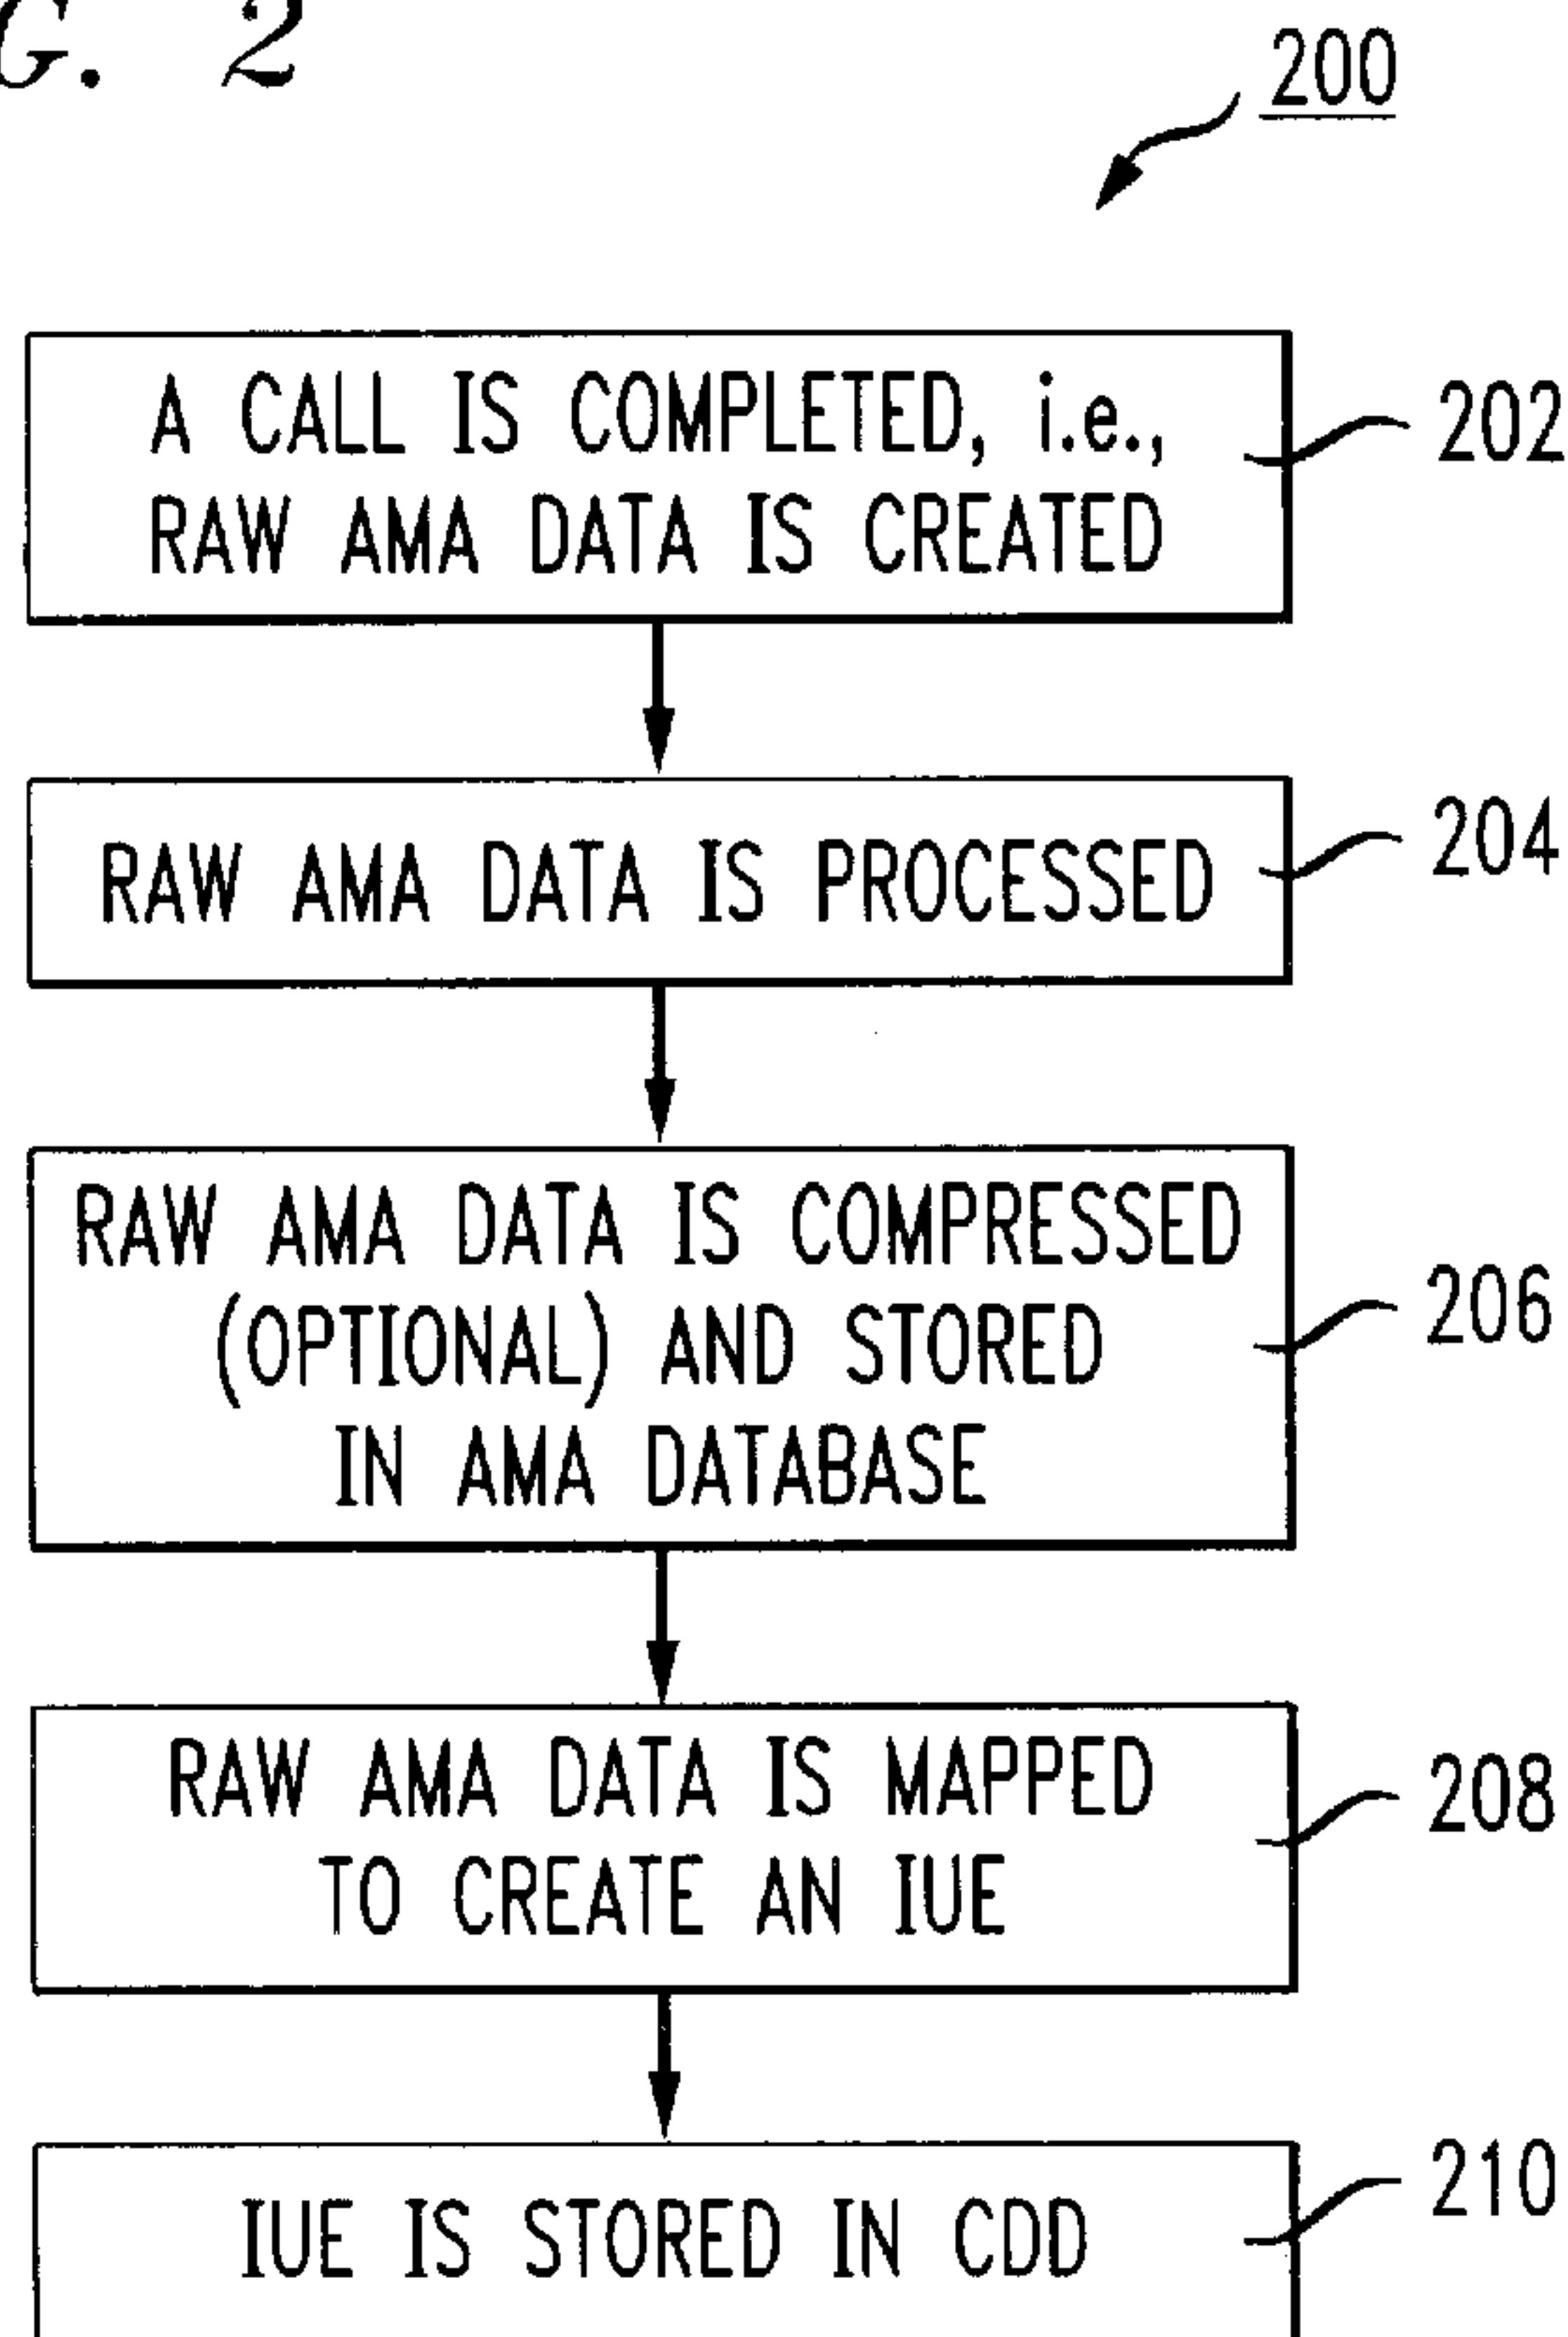 G. 2
200
A CALL IS COMPLETED, i.e.,
RAW AMA DATA IS CREATED
202
RAW AMA DATA IS PROCESSED
204
RAW AMA DATA IS COMPRESSED
(OPTIONAL) AND STORED
IN AMA DATABASE
206
RAW AMA DATA IS MAPPED
TO CREATE AN IUE
208
IUE IS STORED IN CDD
210